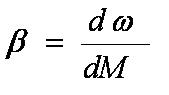 β = dω / dM